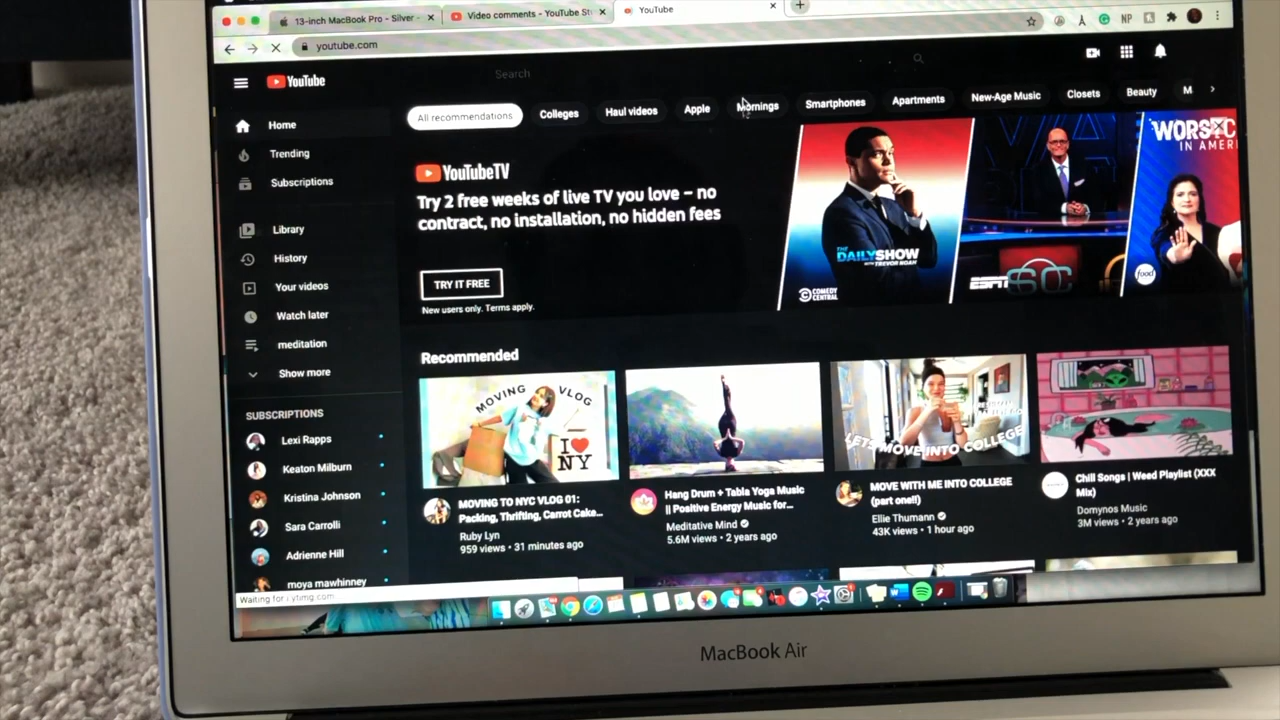 13-inch MacBook Pro - Silver -
Video comments - YouTube St
YouTube
youtube.com
NP
YouTube
Search
All recommendations
Colleges
Haul videos
Apple
Mornings
Smartphones
Apartments
New-Age Music
Closets
Beauty
M
Home
Trending
Subscriptions
Library
History
Your videos
Watch later
meditation
Show more
SUBSCRIPTIONS
Lexi Rapps
Keaton Milburn
Kristina Johnson
Sara Carrolli
Adrienne Hill
moya mawhinney
YouTubeTV
Try 2 free weeks of live TV you love – no
contract, no installation, no hidden fees
TRY IT FREE
New users only. Terms apply.
THE
DAILYSHOW
WITH TREVOR NOAH
COMEDY
CENTRAL
ESPN
SC
IN AMERI
food
Recommended
MOVING VLOG
I ♥
NY
MOVING TO NYC VLOG 01:
Packing, Thrifting, Carrot Cake...
Ruby Lyn
959 views • 31 minutes ago
Hang Drum + Tabla Yoga Music
|| Positive Energy Music for...
Meditative Mind
5.6M views • 2 years ago
LETS MOVE INTO COLLEGE
MOVE WITH ME INTO COLLEGE
(part one!!)
Ellie Thumann
43K views • 1 hour ago
Chill Songs | Weed Playlist (XXX
Mix)
Domynos Music
3M views • 2 years ago
Waiting for i.ytimg.com...
MacBook Air